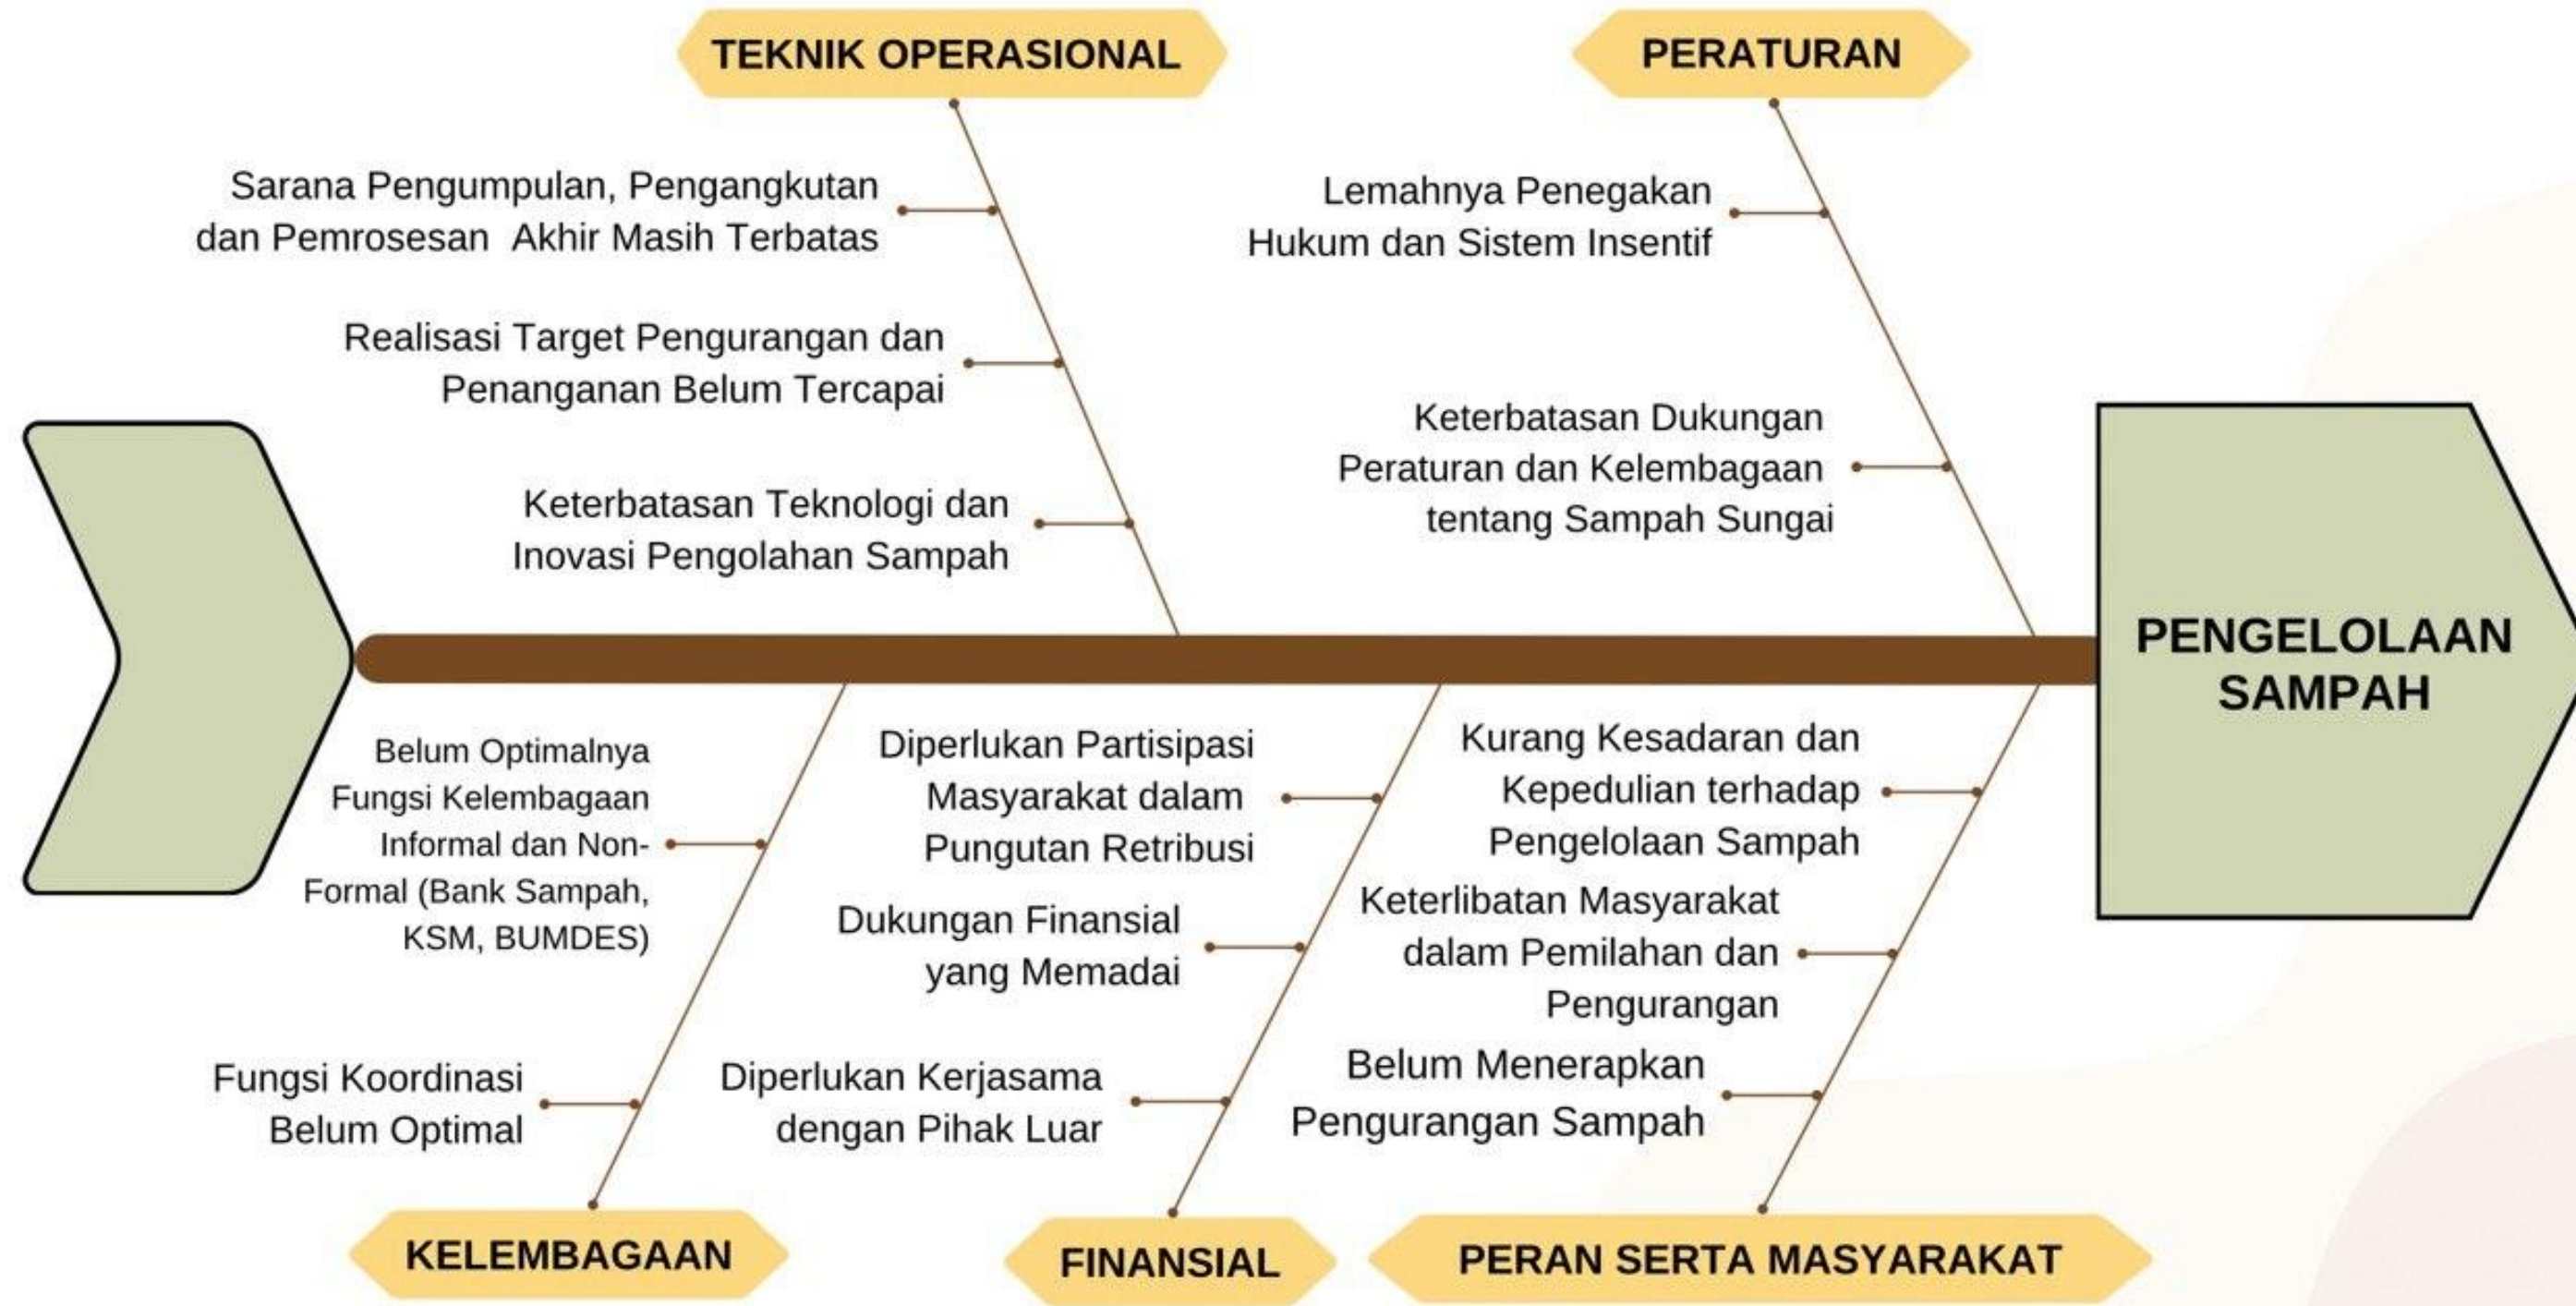 TEKNIK OPERASIONAL
PERATURAN
Sarana Pengumpulan, Pengangkutan
dan Pemrosesan Akhir Masih Terbatas
Realisasi Target Pengurangan dan
Penanganan Belum Tercapai
Keterbatasan Teknologi dan
Inovasi Pengolahan Sampah
Lemahnya Penegakan
Hukum dan Sistem Insentif
Keterbatasan Dukungan
Peraturan dan Kelembagaan
tentang Sampah Sungai
PENGELOLAAN
SAMPAH
Belum Optimalnya
Fungsi Kelembagaan
Informal dan Non-
Formal (Bank Sampah,
KSM, BUMDES)
Fungsi Koordinasi
Belum Optimal
Diperlukan Partisipasi
Masyarakat dalam
Pungutan Retribusi
Dukungan Finansial
yang Memadai
Diperlukan Kerjasama
dengan Pihak Luar
Kurang Kesadaran dan
Kepedulian terhadap
Pengelolaan Sampah
Keterlibatan Masyarakat
dalam Pemilahan dan
Pengurangan
Belum Menerapkan
Pengurangan Sampah
KELEMBAGAAN
FINANSIAL
PERAN SERTA MASYARAKAT